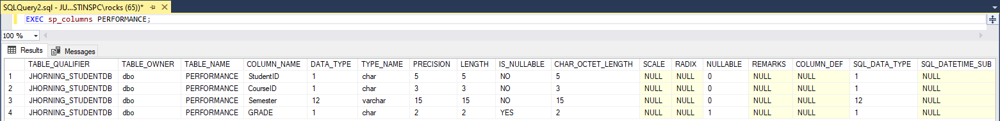 SQLQuery2.sql - JU...STINSPC\rocks (65))*
EXEC sp_columns PERFORMANCE;
100 %
Results Messages
TABLE_QUALIFIER TABLE_OWNER TABLE_NAME COLUMN_NAME DATA_TYPE TYPE_NAME PRECISION LENGTH IS_NULLABLE CHAR_OCTET_LENGTH SCALE RADIX NULLABLE REMARKS COLUMN_DEF SQL_DATA_TYPE SQL_DATETIME_SUB
1 JHORNING_STUDENTDB dbo PERFORMANCE StudentID 1 char 5 5 NO 5 NULL NULL 0 NULL NULL 1 NULL
2 JHORNING_STUDENTDB dbo PERFORMANCE CourseID 1 char 3 3 NO 3 NULL NULL 0 NULL NULL 1 NULL
3 JHORNING_STUDENTDB dbo PERFORMANCE Semester 12 varchar 15 15 NO 15 NULL NULL 0 NULL NULL 12 NULL
4 JHORNING_STUDENTDB dbo PERFORMANCE GRADE 1 char 2 2 YES 2 NULL NULL 1 NULL NULL 1 NULL